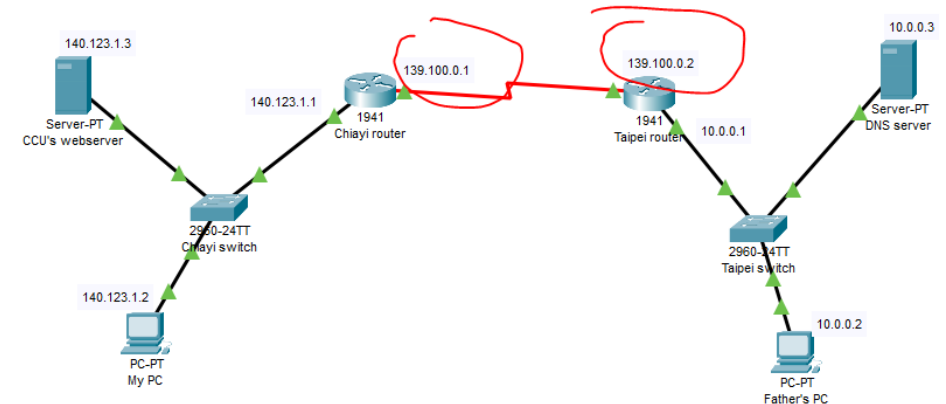 140.123.1.3
Server-PT
CCU's webserver
140.123.1.1
139.100.0.1
1941
Chiayi router
139.100.0.2
1941
Taipei router
10.0.0.1
10.0.0.3
Server-PT
DNS server
2960-24TT
Chiayi switch
2960-24TT
Taipei switch
140.123.1.2
PC-PT
My PC
10.0.0.2
PC-PT
Father's PC